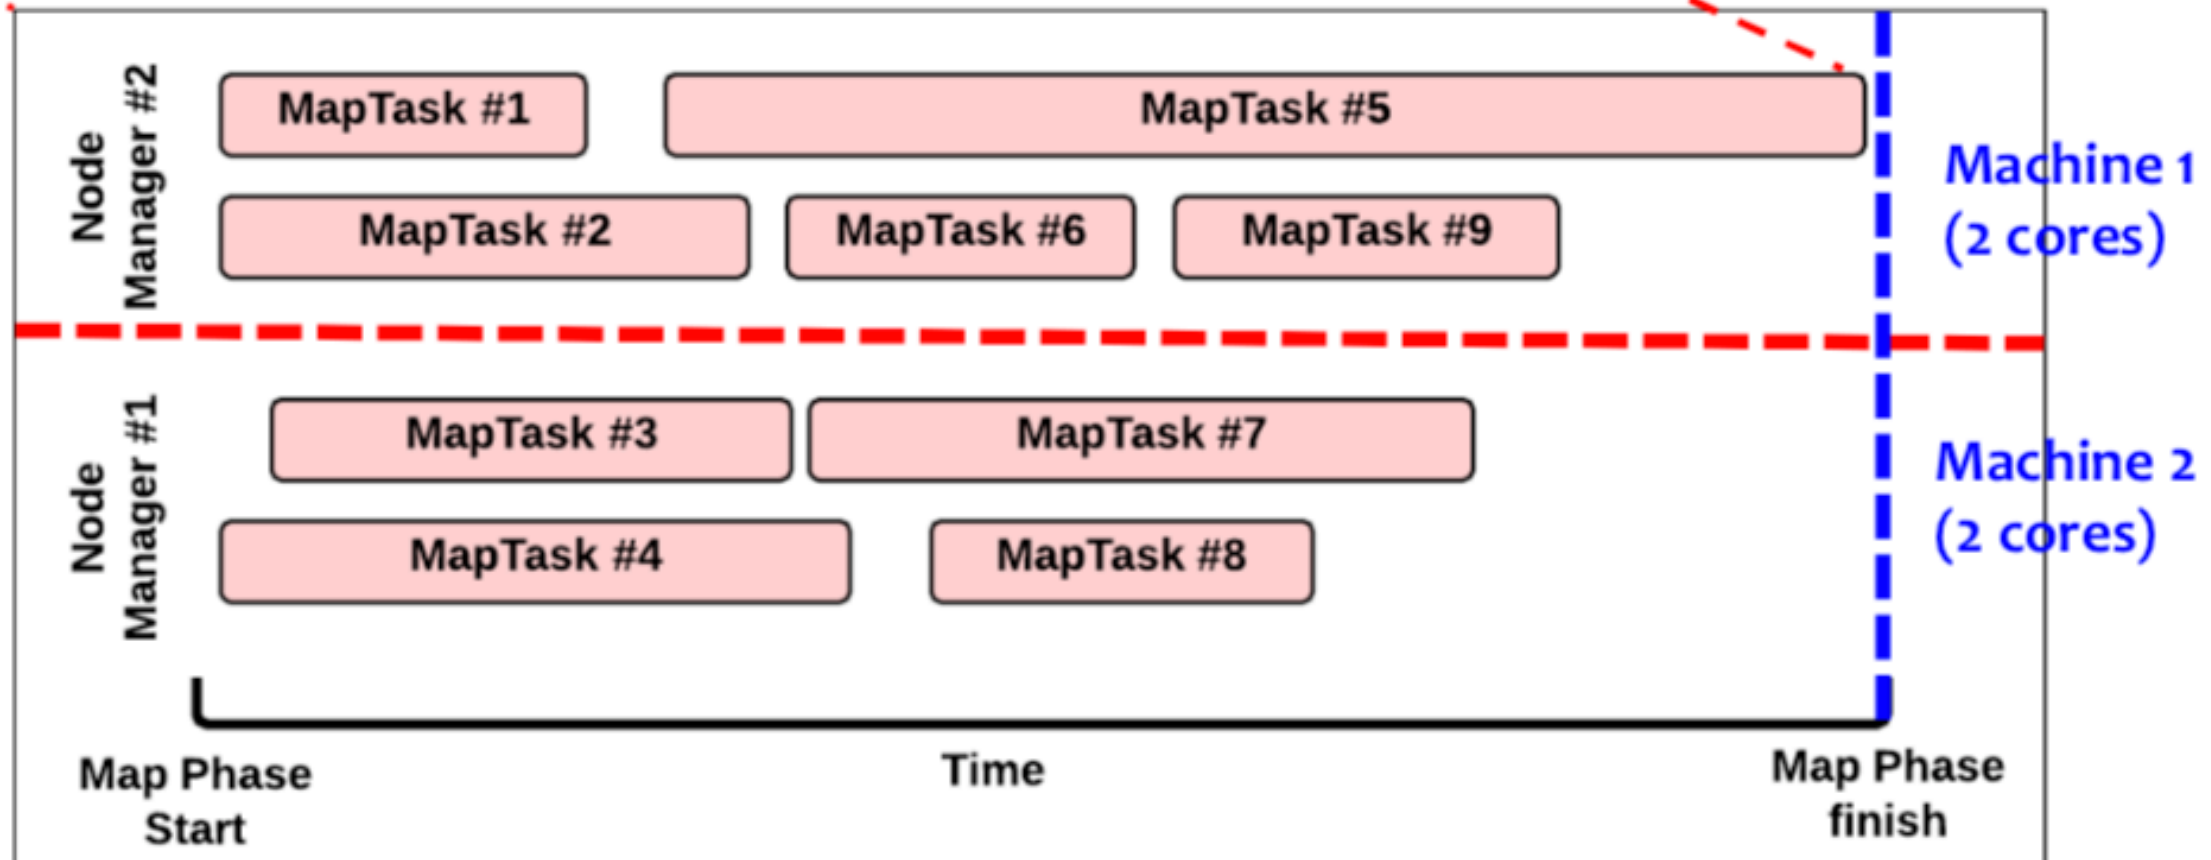 Node
Manager #2
MapTask #1
MapTask #5
MapTask #2
MapTask #6
MapTask #9
Machine 1
(2 cores)
Node
Manager #1
MapTask #3
MapTask #7
MapTask #4
MapTask #8
Machine 2
(2 cores)
Map Phase
Start
Time
Map Phase
finish